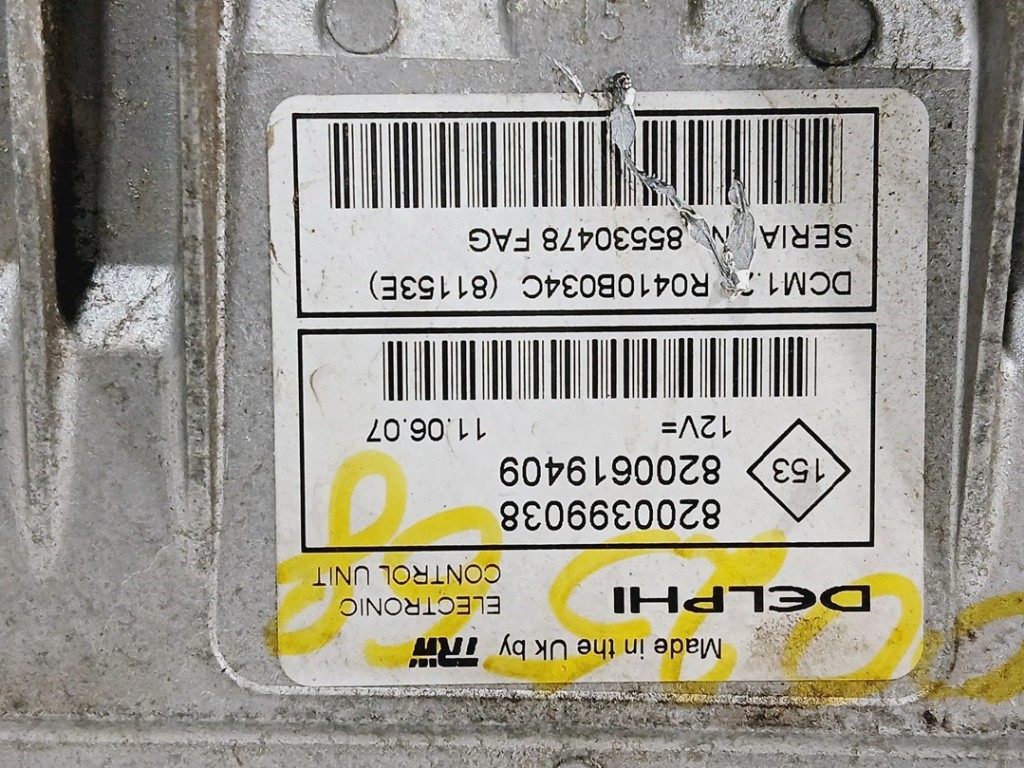 Made in the Uk by TRW
DELPHI
ELECTRONIC
CONTROL UNIT
153
8200399038
8200619409
12V= 11.06.07
R0410B034C (81153E)
85530478 FAG